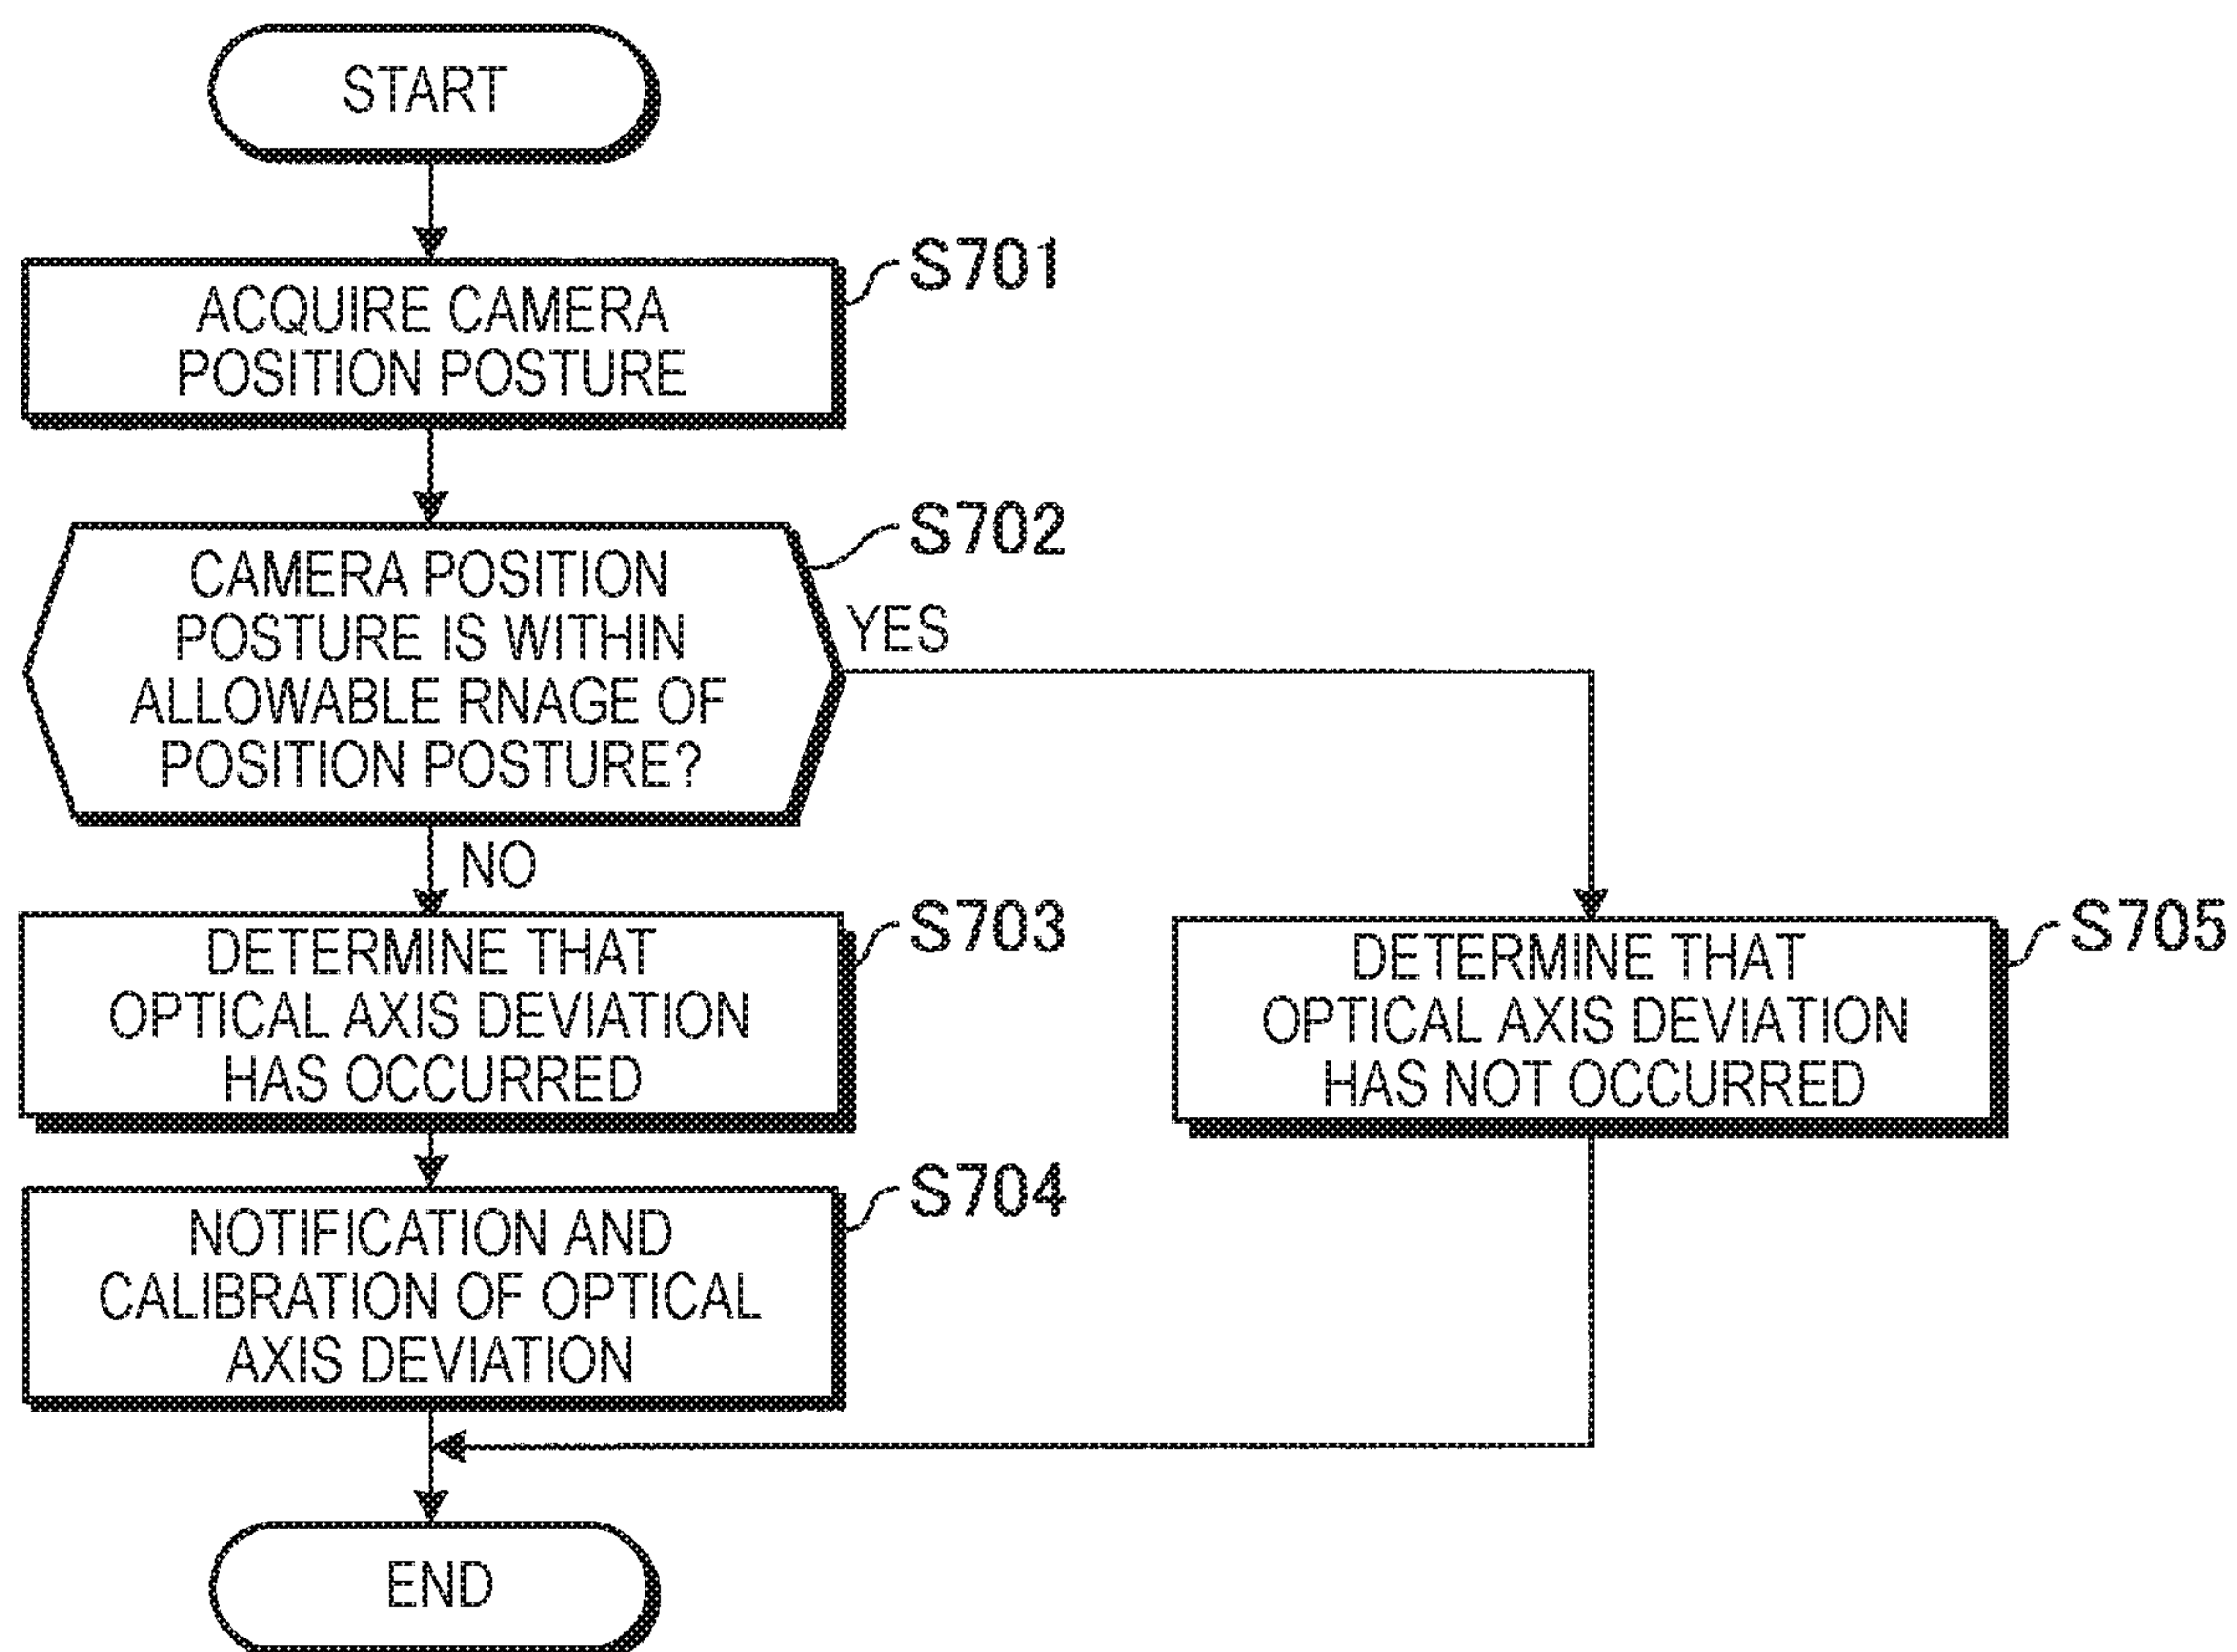 START
S701
ACQUIRE CAMERA
POSITION POSTURE
S702
CAMERA POSITION
POSTURE IS WITHIN
ALLOWABLE RNAGE OF
POSITION POSTURE?
YES
NO
S703
DETERMINE THAT
OPTICAL AXIS DEVIATION
HAS OCCURRED
S705
DETERMINE THAT
OPTICAL AXIS DEVIATION
HAS NOT OCCURRED
S704
NOTIFICATION AND
CALIBRATION OF OPTICAL
AXIS DEVIATION
END